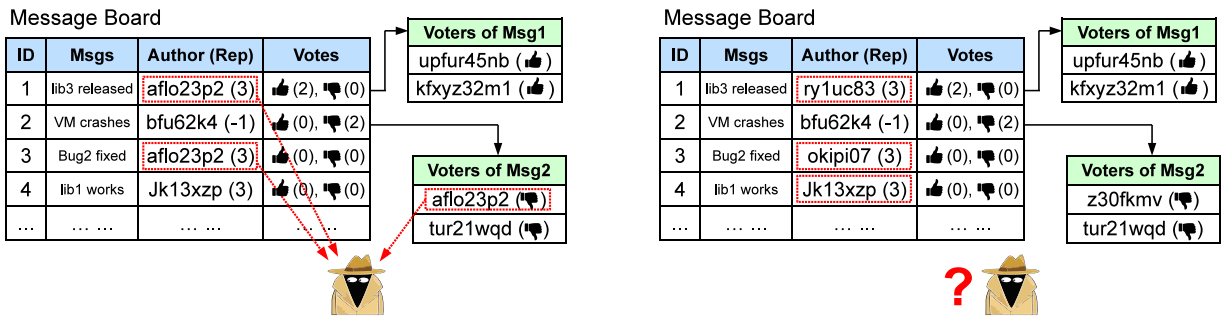 Message Board
ID Msgs Author (Rep) Votes
1 lib3 released aflo23p2 (3) (2), (0)
2 VM crashes bfu62k4 (-1) (0), (2)
3 Bug2 fixed aflo23p2 (3) (0), (0)
4 lib1 works Jk13xzp (3) (0), (0)
... ... ... ... ... ... ...
Voters of Msg1
upfur45nb ( )
kfxyz32m1 ( )
Voters of Msg2
aflo23p2 ( )
tur21wqd ( )
Message Board
ID Msgs Author (Rep) Votes
1 lib3 released ry1uc83 (3) (2), (0)
2 VM crashes bfu62k4 (-1) (0), (2)
3 Bug2 fixed okipi07 (3) (0), (0)
4 lib1 works Jk13xzp (3) (0), (0)
... ... ... ... ... ... ...
Voters of Msg1
upfur45nb ( )
kfxyz32m1 ( )
Voters of Msg2
z30fkmv ( )
tur21wqd ( )
?